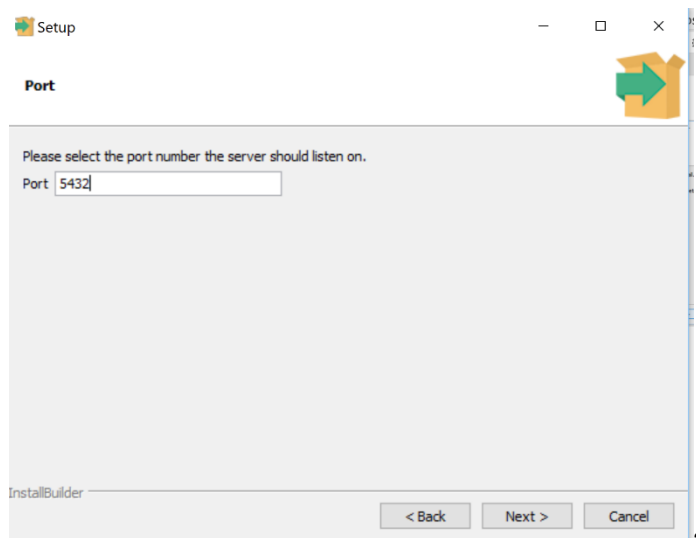 Setup
Port
Please select the port number the server should listen on.
Port 5432
InstallBuilder
< Back Next > Cancel